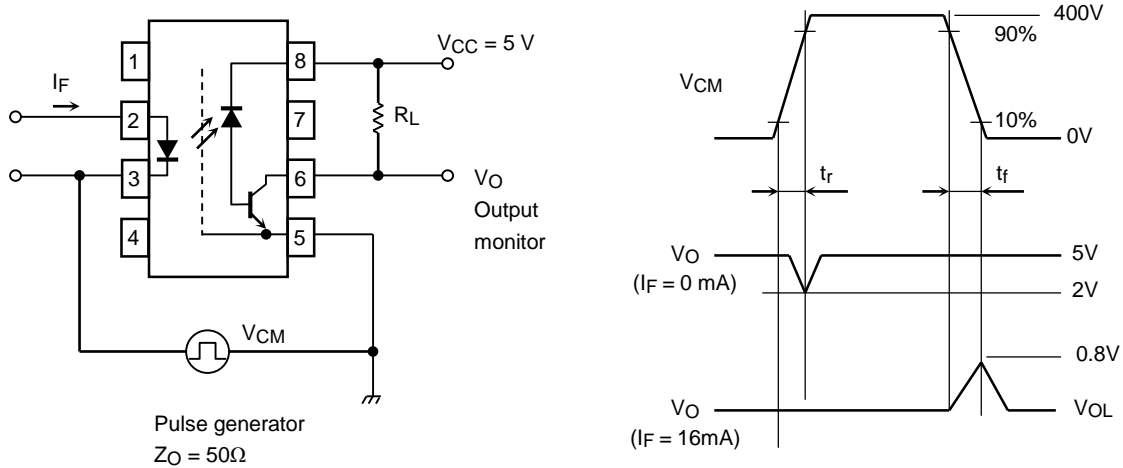 1
2
3
4
8
7
6
5
IF
VCC = 5 V
RL
VO
Output
monitor
VCM
Pulse generator
ZO = 50Ω
VCM
400V
90%
10%
0V
tr
tf
VO
(IF = 0 mA)
5V
2V
0.8V
VO
(IF = 16mA)
VOL